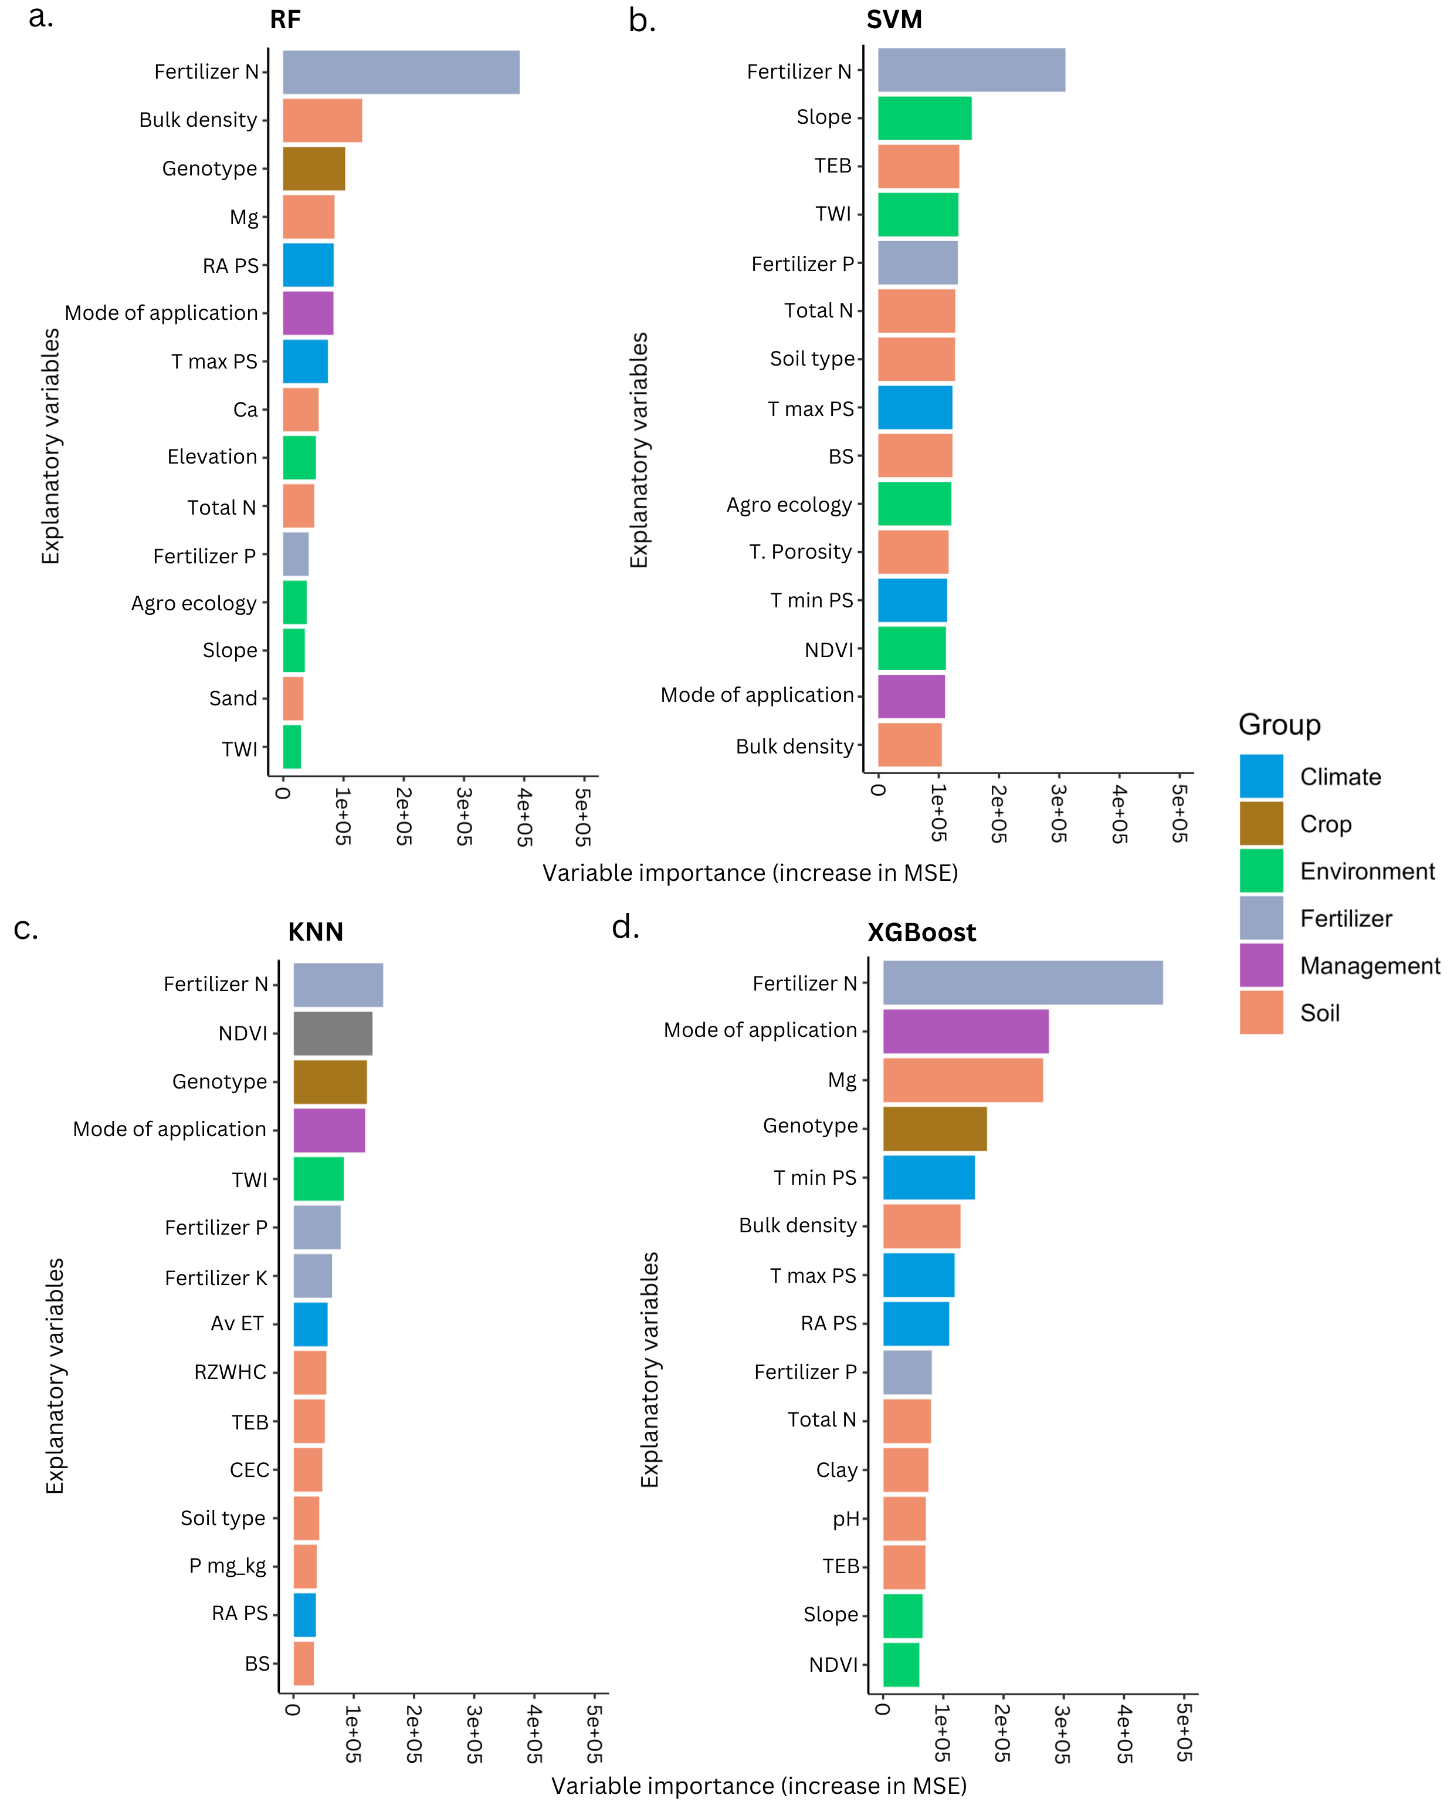 a.
RF
Fertilizer N
Bulk density
Genotype
Mg
RA PS
Mode of application
T max PS
Ca
Elevation
Total N
Fertilizer P
Agro ecology
Slope
Sand
TWI
Explanatory variables
0
1e+05
2e+05
3e+05
4e+05
5e+05
b.
SVM
Fertilizer N
Slope
TEB
TWI
Fertilizer P
Total N
Soil type
T max PS
BS
Agro ecology
T. Porosity
T min PS
NDVI
Mode of application
Bulk density
Explanatory variables
0
1e+05
2e+05
3e+05
4e+05
5e+05
Variable importance (increase in MSE)
Group
Climate
Crop
Environment
Fertilizer
Management
Soil
c.
KNN
Fertilizer N
NDVI
Genotype
Mode of application
TWI
Fertilizer P
Fertilizer K
Av ET
RZWHC
TEB
CEC
Soil type
P mg_kg
RA PS
BS
Explanatory variables
0
1e+05
2e+05
3e+05
4e+05
5e+05
d.
XGBoost
Fertilizer N
Mode of application
Mg
Genotype
T min PS
Bulk density
T max PS
RA PS
Fertilizer P
Total N
Clay
pH
TEB
Slope
NDVI
Explanatory variables
0
1e+05
2e+05
3e+05
4e+05
5e+05
Variable importance (increase in MSE)